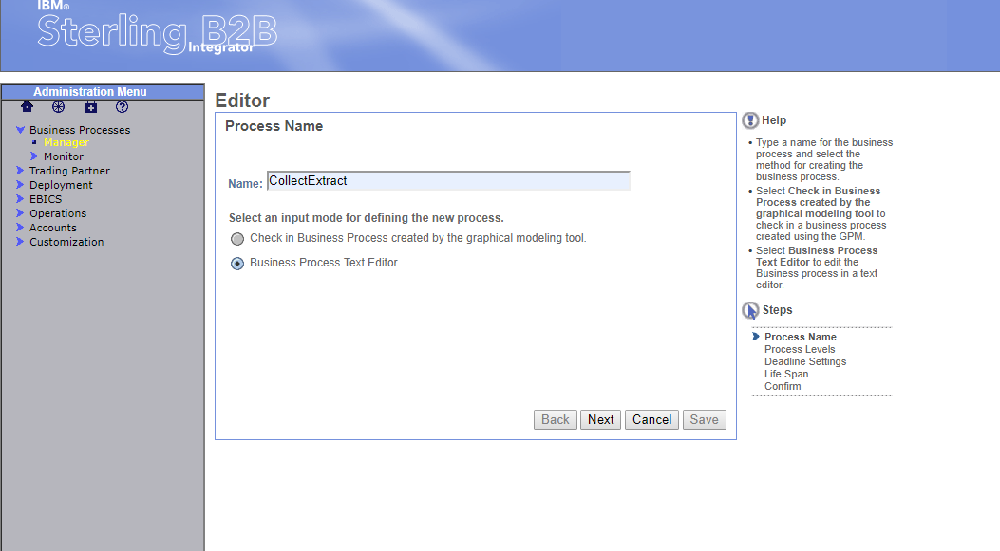 IBM®
Sterling B2B
Integrator
Administration Menu
Business Processes
Manager
Monitor
Trading Partner
Deployment
EBICS
Operations
Accounts
Customization
Editor
Process Name
Name: CollectExtract
Select an input mode for defining the new process.
Check in Business Process created by the graphical modeling tool.
Business Process Text Editor
Back Next Cancel Save
Help
• Type a name for the business
process and select the
method for creating the
business process.
• Select Check in Business
Process created by the
graphical modeling tool to
check in a business process
created using the GPM.
• Select Business Process
Text Editor to edit the
Business process in a text
editor.
Steps
Process Name
Process Levels
Deadline Settings
Life Span
Confirm